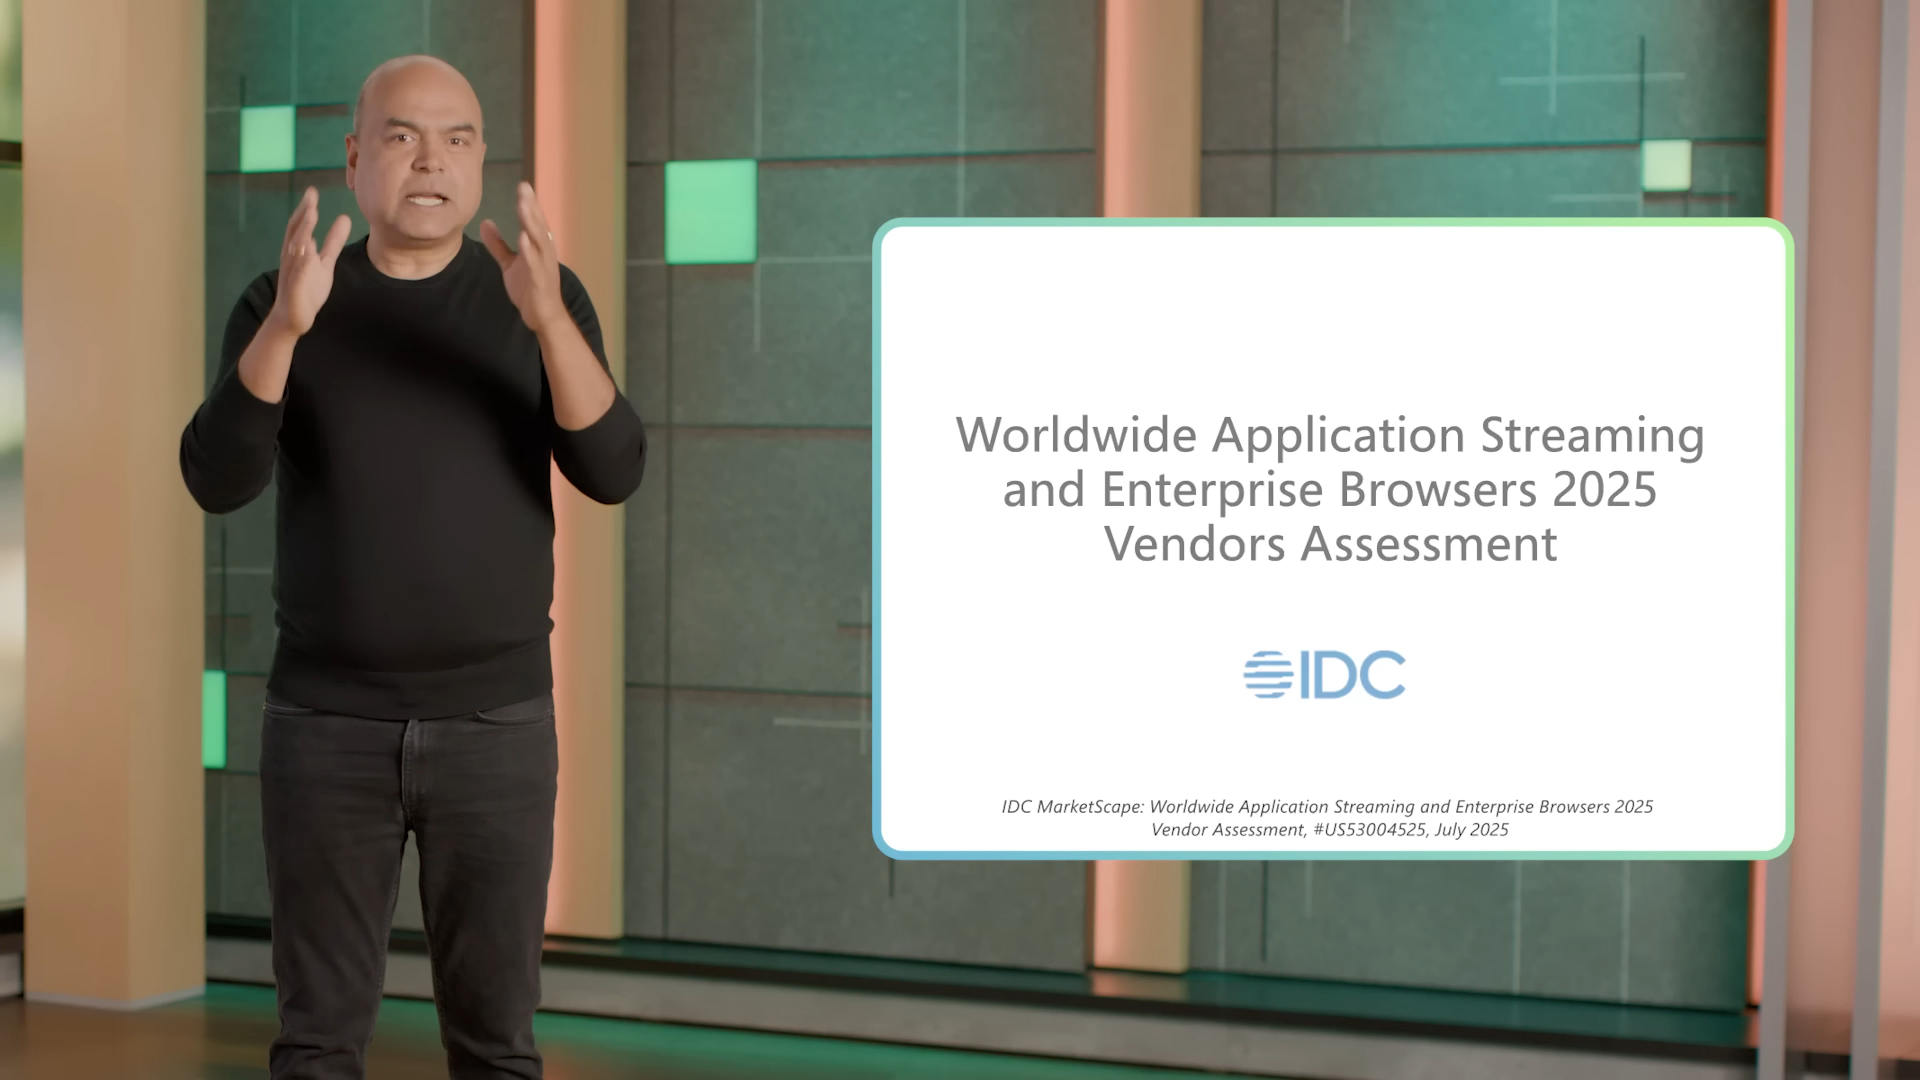 Worldwide Application Streaming
and Enterprise Browsers 2025
Vendors Assessment
IDC
IDC MarketScape: Worldwide Application Streaming and Enterprise Browsers 2025
Vendor Assessment, #US53004525, July 2025